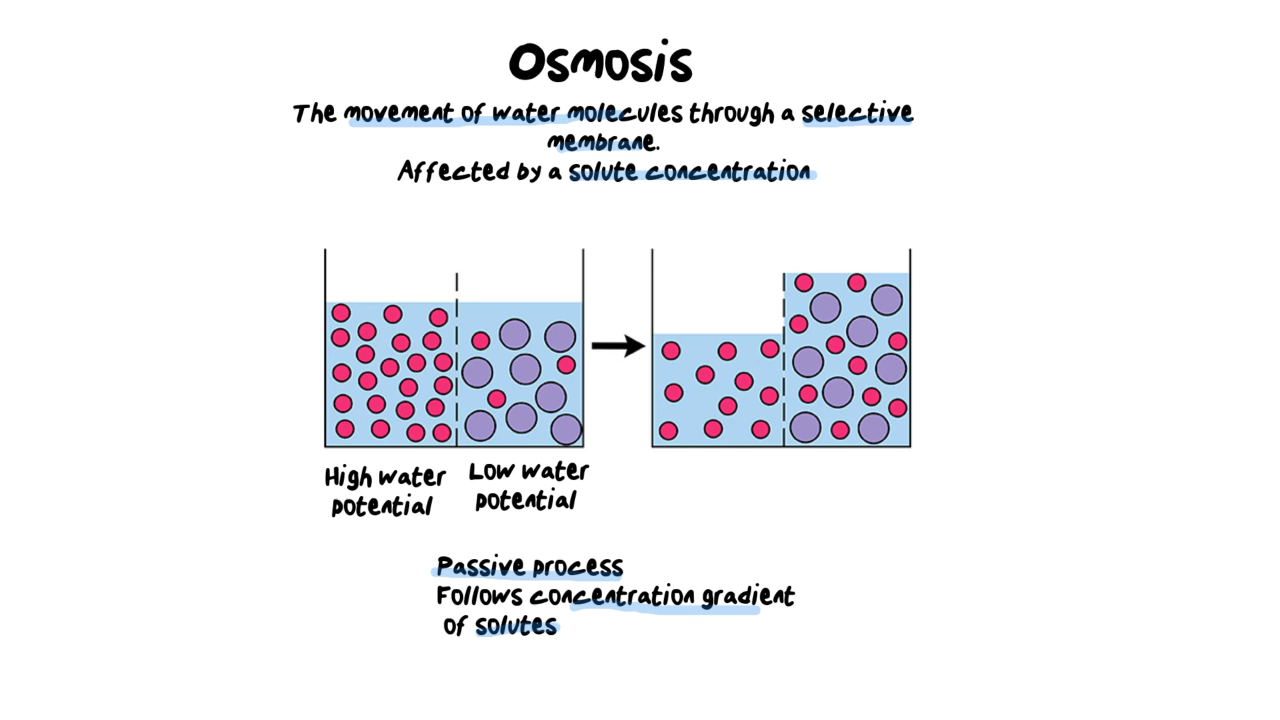 Osmosis
The movement of water molecules through a selective
membrane.
Affected by a solute concentration
High water
potential
Low water
potential
Passive process
Follows concentration gradient
of solutes